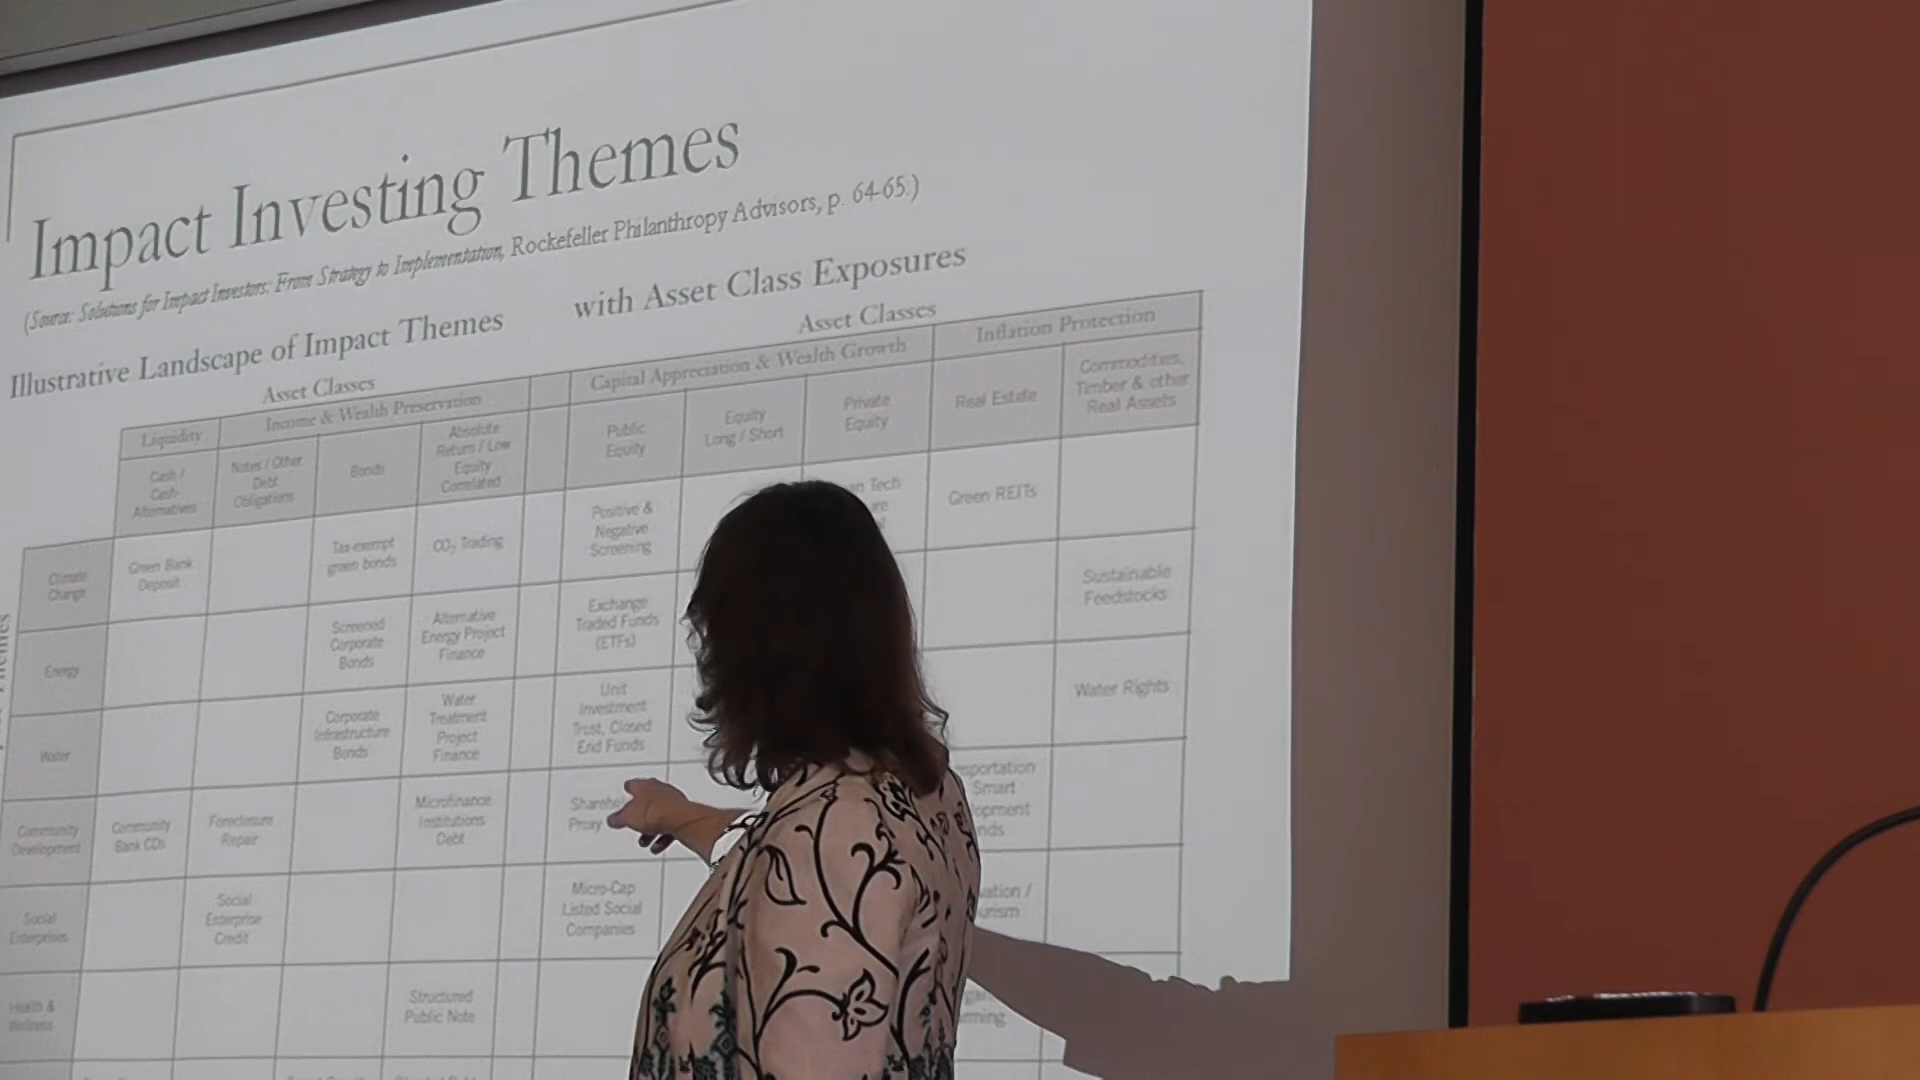 Impact Investing Themes
(Source: Solutions for Impact Investors: From Strategy to Implementation, Rockefeller Philanthropy Advisors, p. 64-65.)
Illustrative Landscape of Impact Themes with Asset Class Exposures
Asset Classes
Asset Classes
Liquidity
Income & Wealth Preservation
Capital Appreciation & Wealth Growth
Inflation Protection
Cash /
Cash-
Alternatives
Notes / Other
Debt
Obligations
Bonds
Absolute
Return / Low
Equity
Correlated
Public
Equity
Equity
Long / Short
Private
Equity
Real Estate
Commodities,
Timber & other
Real Assets
Climate
Change
Green Bank
Deposit
Tax-exempt
green bonds
CO2 Trading
Positive &
Negative
Screening
Tech
Green REITs
Energy
Screened
Corporate
Bonds
Alternative
Energy Project
Finance
Exchange
Traded Funds
(ETFs)
Sustainable
Feedstocks
Water
Corporate
Infrastructure
Bonds
Water
Treatment
Project
Finance
Unit
Investment
Trust, Closed
End Funds
Water Rights
Community
Development
Community
Bank CDs
Foreclosure
Repair
Microfinance
Institutions
Debt
Proxy
Smart
Social
Enterprises
Social
Enterprise
Credit
Micro-Cap
Listed Social
Companies
Health &
Wellness
Structured
Public Note